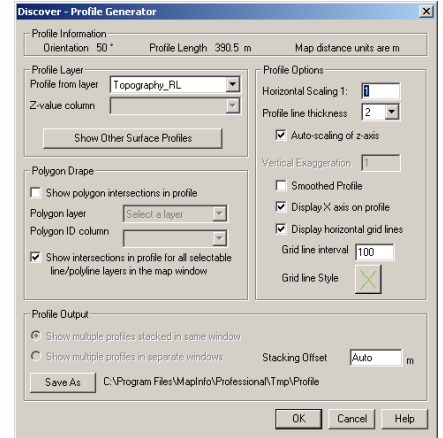 Discover - Profile Generator
Profile Information
Orientation 50 ° Profile Length 390.5 m Map distance units are m
Profile Layer
Profile from layer Topography_RL
Z-value column
Show Other Surface Profiles
Polygon Drape
Show polygon intersections in profile
Polygon layer Select a layer
Polygon ID column
Show intersections in profile for all selectable
line/polyline layers in the map window
Profile Options
Horizontal Scaling 1: 1
Profile line thickness 2
Auto-scaling of z-axis
Vertical Exaggeration 1
Smoothed Profile
Display X axis on profile
Display horizontal grid lines
Grid line interval 100
Grid line Style
Profile Output
Show multiple profiles stacked in same window
Show multiple profiles in separate windows
Stacking Offset Auto m
Save As C:\Program Files\MapInfo\Professional\Tmp\Profile
OK Cancel Help